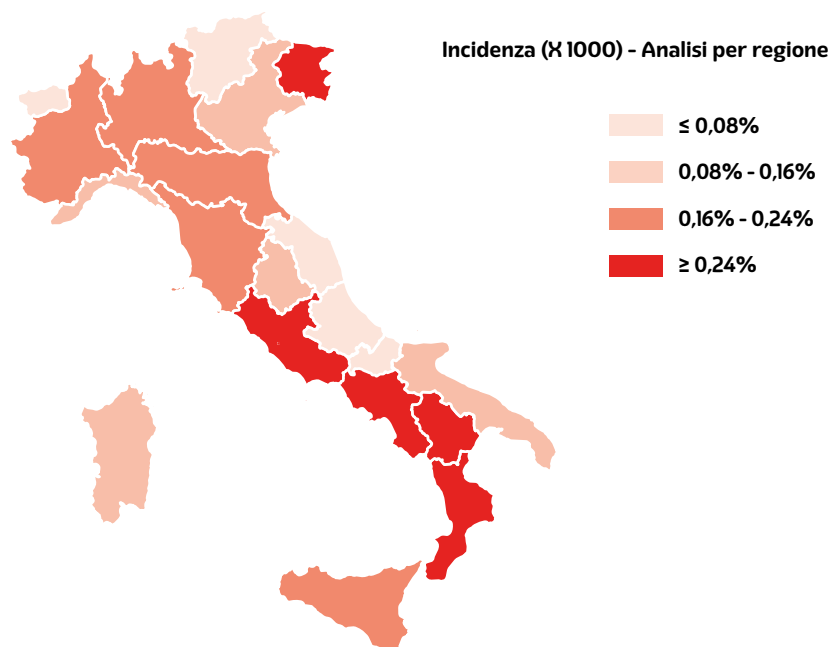 Incidenza (X 1000) - Analisi per regione
≤ 0,08%
0,08% - 0,16%
0,16% - 0,24%
≥ 0,24%